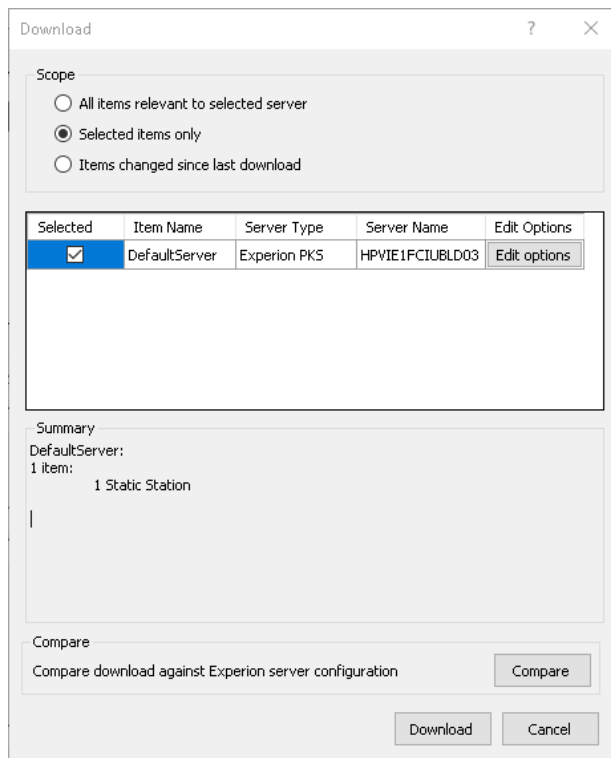 Download ?
Scope
All items relevant to selected server
Selected items only
Items changed since last download
Selected Item Name Server Type Server Name Edit Options
DefaultServer Experion PKS HPVIE1FCIUBLD03 Edit options
Summary
DefaultServer:
1 item:
1 Static Station
Compare
Compare download against Experion server configuration Compare
Download Cancel